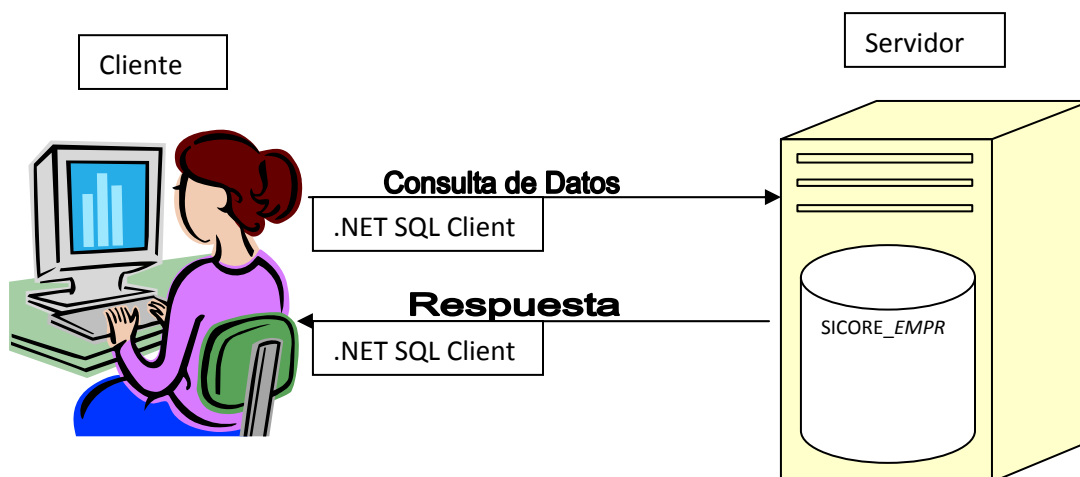 Cliente
Servidor
Consulta de Datos
.NET SQL Client
Respuesta
.NET SQL Client
SICORE_EMPR